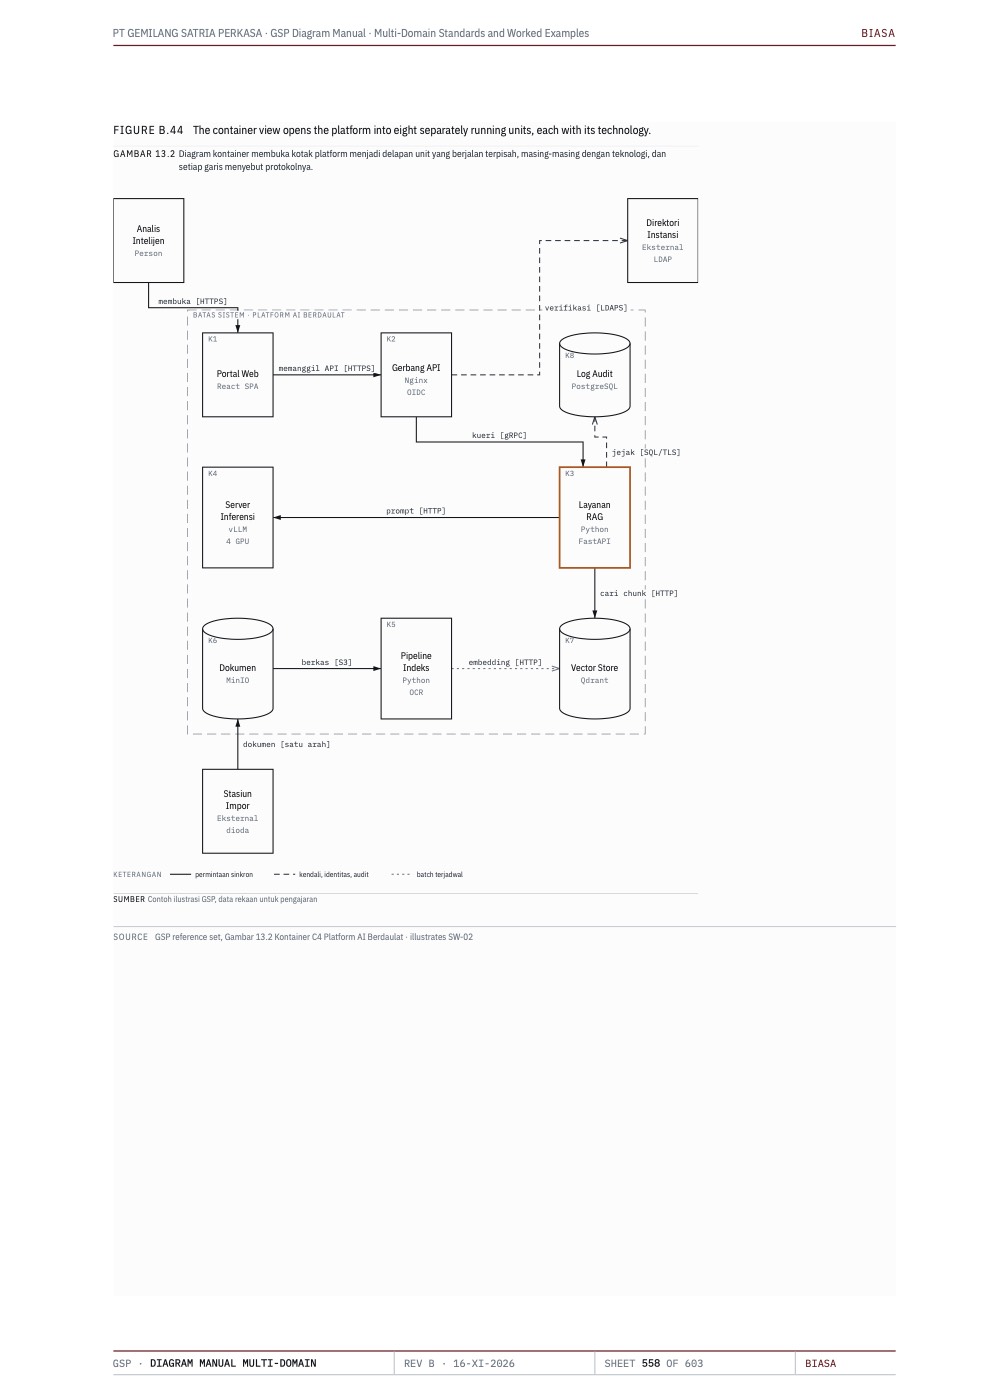 PT GEMILANG SATRIA PERKASA · GSP Diagram Manual · Multi-Domain Standards and Worked Examples
BIASA
FIGURE B.44 The container view opens the platform into eight separately running units, each with its technology.
GAMBAR 13.2 Diagram kontainer membuka kotak platform menjadi delapan unit yang berjalan terpisah, masing-masing dengan teknologi, dan
setiap garis menyebut protokolnya.
Analis
Intelijen
Person
Direktori
Instansi
Eksternal
LDAP
membuka [HTTPS]
verifikasi [LDAPS]
BATAS SISTEM · PLATFORM AI BERDAULAT
K1
Portal Web
React SPA
memanggil API [HTTPS]
K2
Gerbang API
Nginx
OIDC
K8
Log Audit
PostgreSQL
kueri [gRPC]
jejak [SQL/TLS]
K4
Server
Inferensi
vLLM
4 GPU
prompt [HTTP]
K3
Layanan
RAG
Python
FastAPI
cari chunk [HTTP]
K6
Dokumen
MinIO
berkas [S3]
K5
Pipeline
Indeks
Python
OCR
embedding [HTTP]
K7
Vector Store
Qdrant
dokumen [satu arah]
Stasiun
Impor
Eksternal
dioda
KETERANGAN permintaan sinkron kendali, identitas, audit batch terjadwal
SUMBER Contoh ilustrasi GSP, data rekaan untuk pengajaran
SOURCE GSP reference set, Gambar 13.2 Kontainer C4 Platform AI Berdaulat · illustrates SW-02
GSP · DIAGRAM MANUAL MULTI-DOMAIN
REV B · 16-XI-2026
SHEET 558 OF 603
BIASA